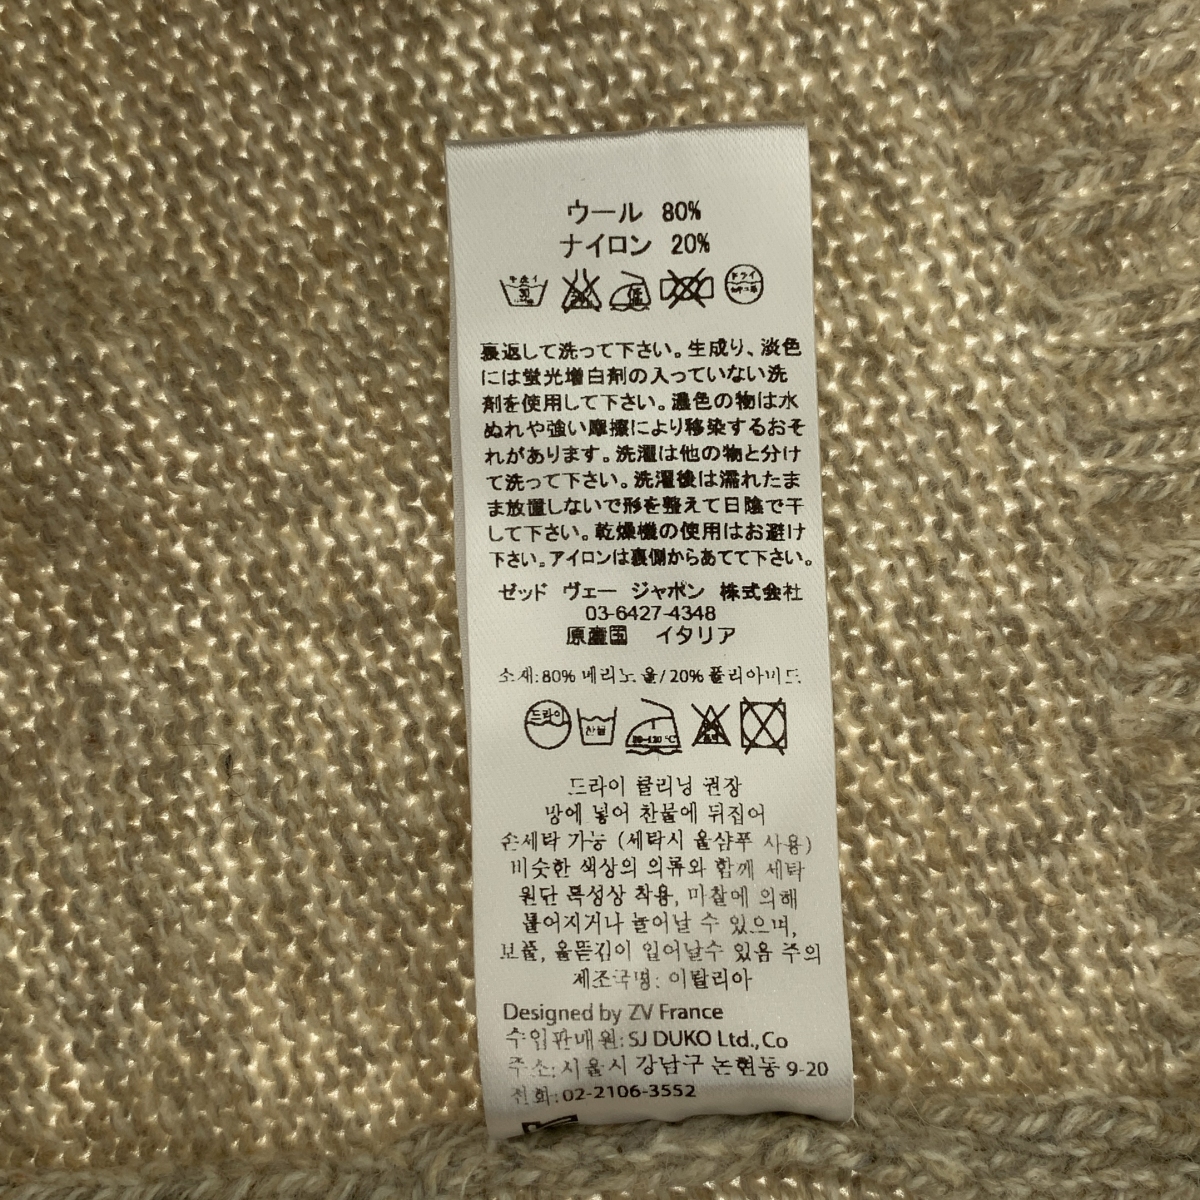 ウール 80%
ナイロン 20%
裏返して洗って下さい。生成り、淡色
には蛍光増白剤の入っていない洗
剤を使用して下さい。濃色の物は水
ぬれや強い摩擦により移染するおそ
れがあります。洗濯は他の物と分け
て洗って下さい。洗濯後は濡れたま
ま放置しないで形を整えて日陰で干
して下さい。乾燥機の使用はお避け
下さい。アイロンは裏側からあてて下さい。
ゼッド ヴェー ジャポン 株式会社
03-6427-4348
原産国 イタリア
소재:80% 메리노 울/20% 폴리아미드
드라이 찬물 80-120℃
드라이 클리닝 권장
망에 넣어 찬물에 뒤집어
손세탁 가능 (세탁시 울샴푸 사용)
비슷한 색상의 의류와 함께 세탁
원단 특성상 착용, 마찰에 의해
붙어지거나 늘어날 수 있으며,
보풀, 올뜯김이 일어날수 있음 주의
제조국명: 이탈리아
Designed by ZV France
수입판매원: SJ DUKO Ltd., Co
주소:서울시 강남구 논현동 9-20
전화:02-2106-3552